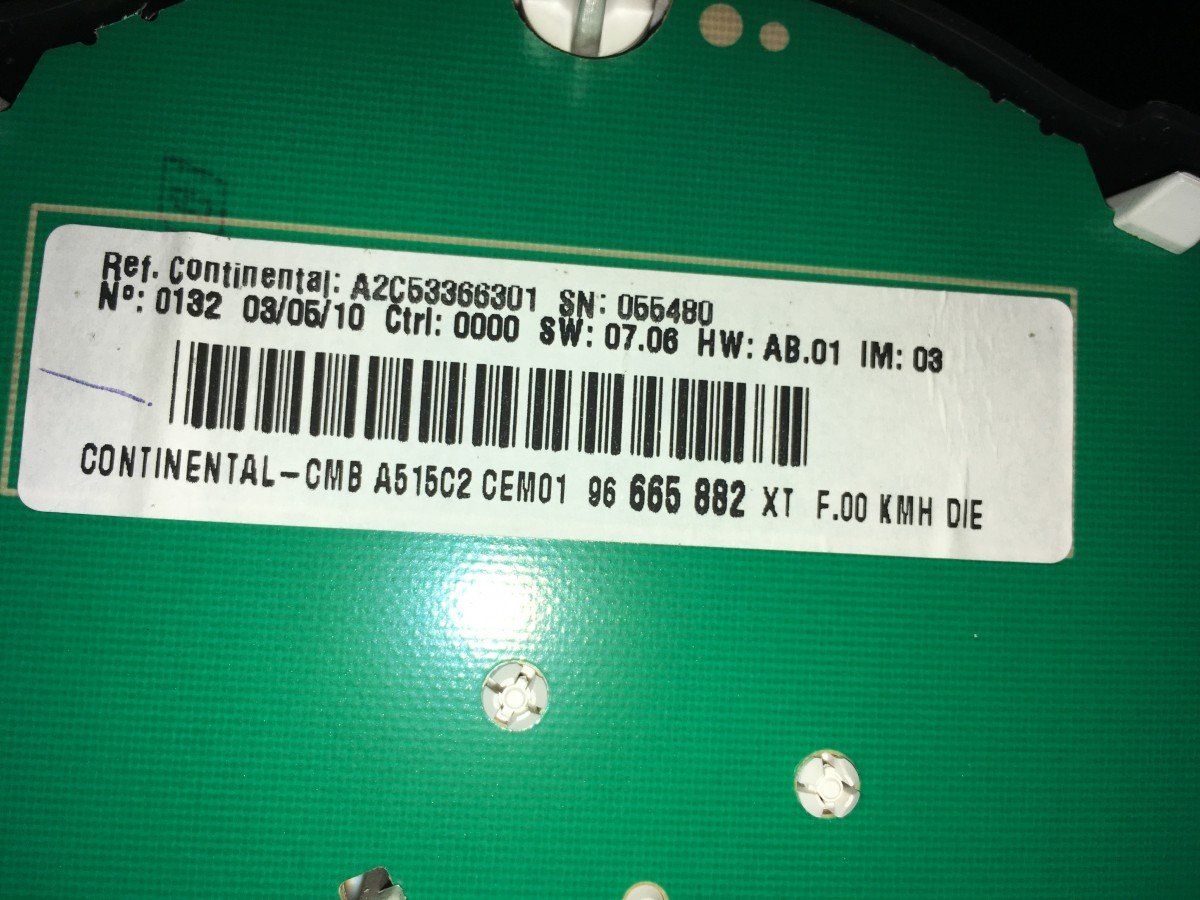 Ref. Continental: A2C53366301 SN: 055480
Nº: 0132 03/05/10 Ctrl: 0000 SW: 07.06 HW: AB.01 IM: 03
CONTINENTAL-CMB A515C2 CEM01 96 665 882 XT F.00 KMH DIE